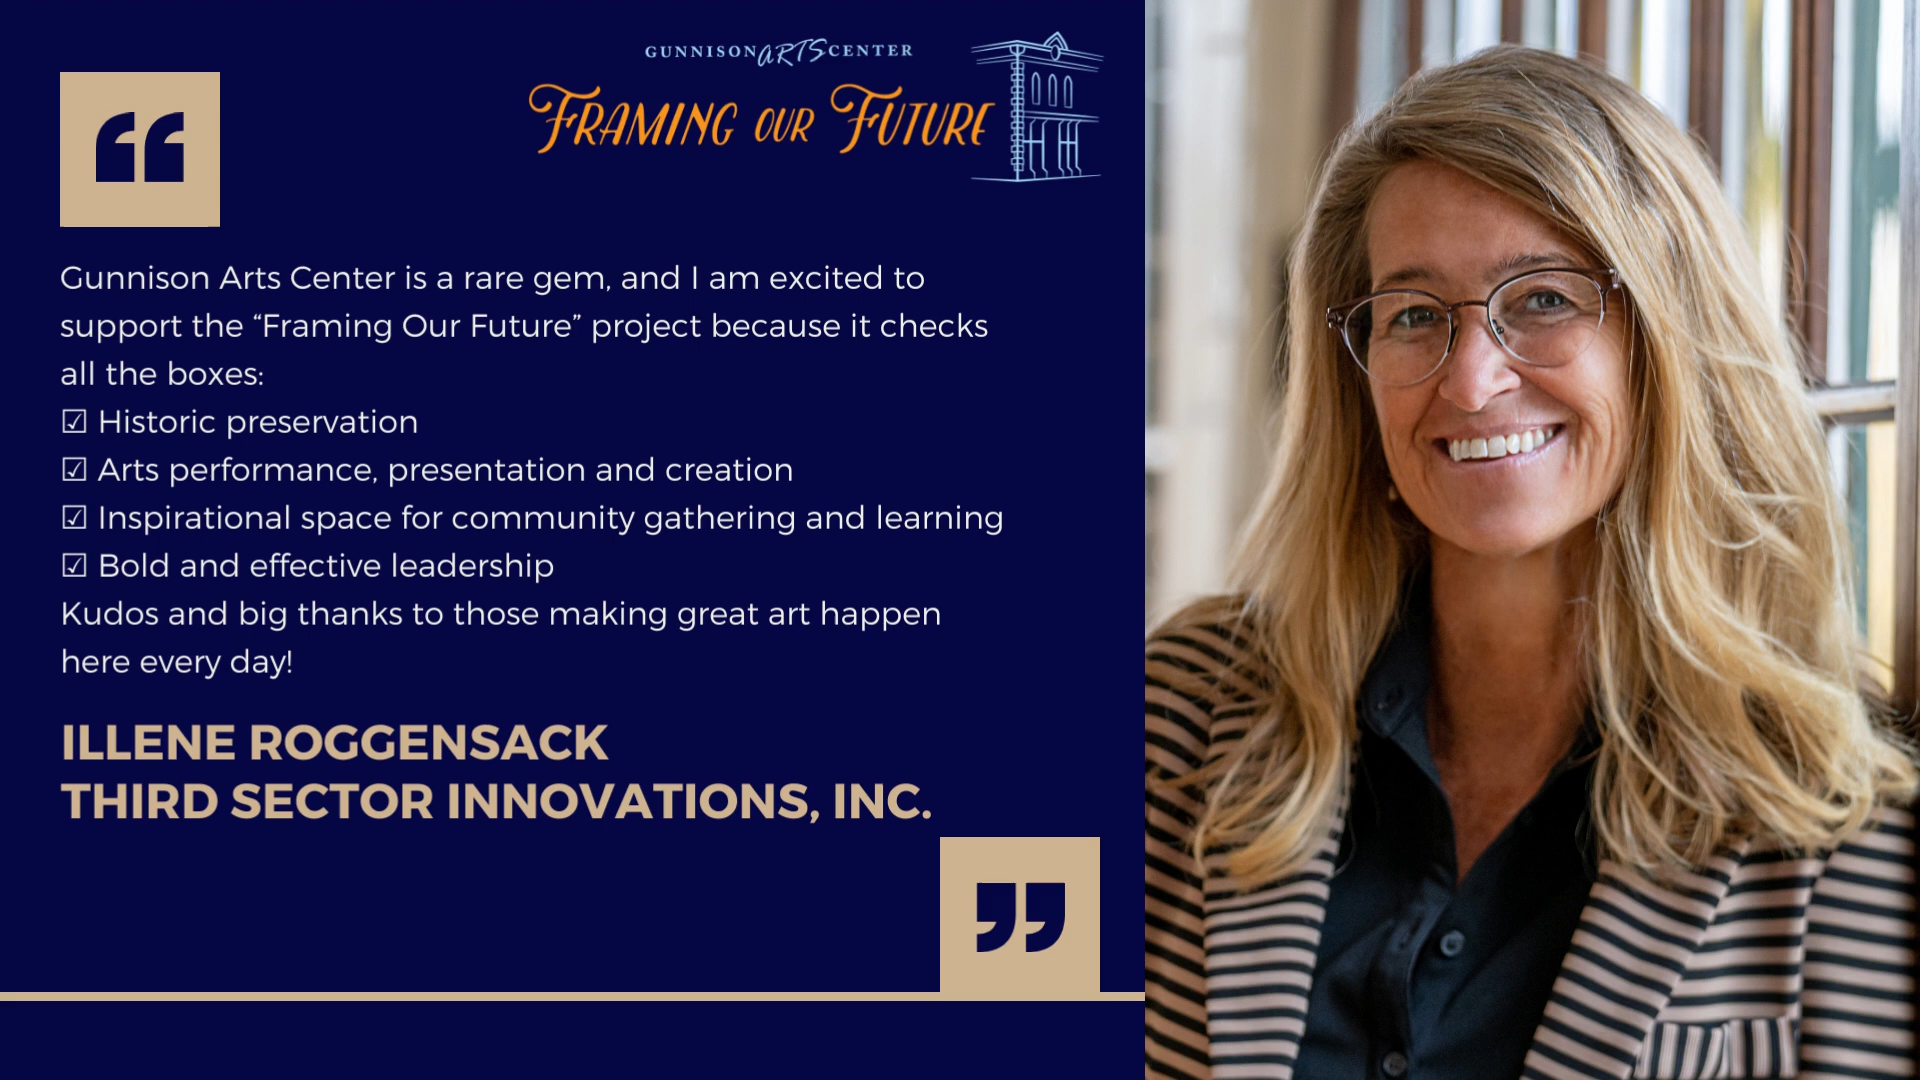 GUNNISON ARTS CENTER
FRAMING OUR FUTURE
Gunnison Arts Center is a rare gem, and I am excited to
support the “Framing Our Future” project because it checks
all the boxes:
☑ Historic preservation
☑ Arts performance, presentation and creation
☑ Inspirational space for community gathering and learning
☑ Bold and effective leadership
Kudos and big thanks to those making great art happen
here every day!
ILLENE ROGGENSACK
THIRD SECTOR INNOVATIONS, INC.